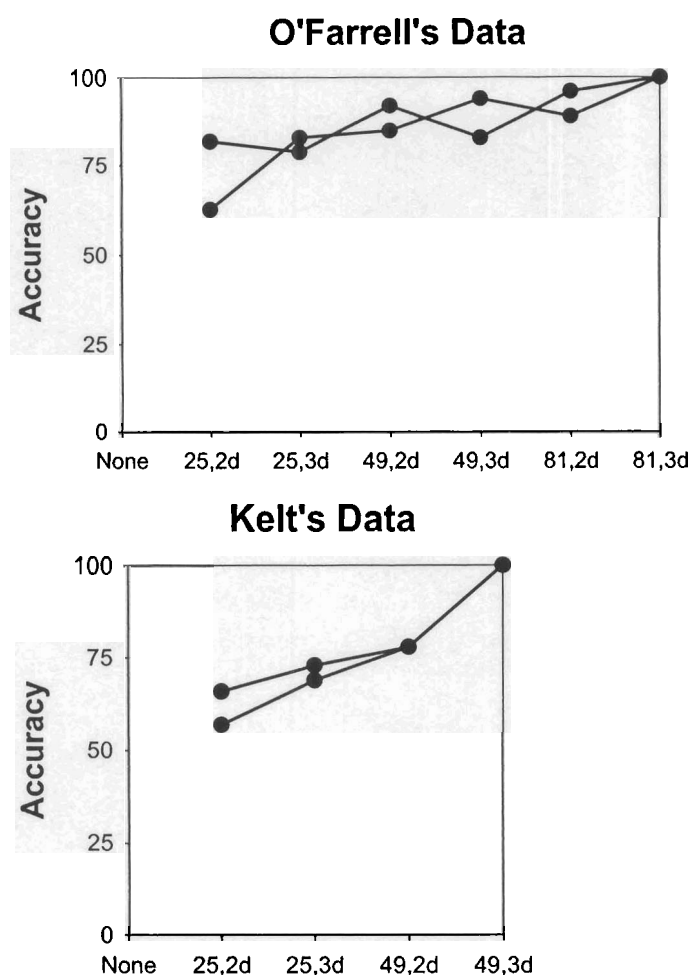 O'Farrell's Data
100
75
50
25
0
Accuracy
None 25,2d 25,3d 49,2d 49,3d 81,2d 81,3d
Kelt's Data
100
75
50
25
0
Accuracy
None 25,2d 25,3d 49,2d 49,3d